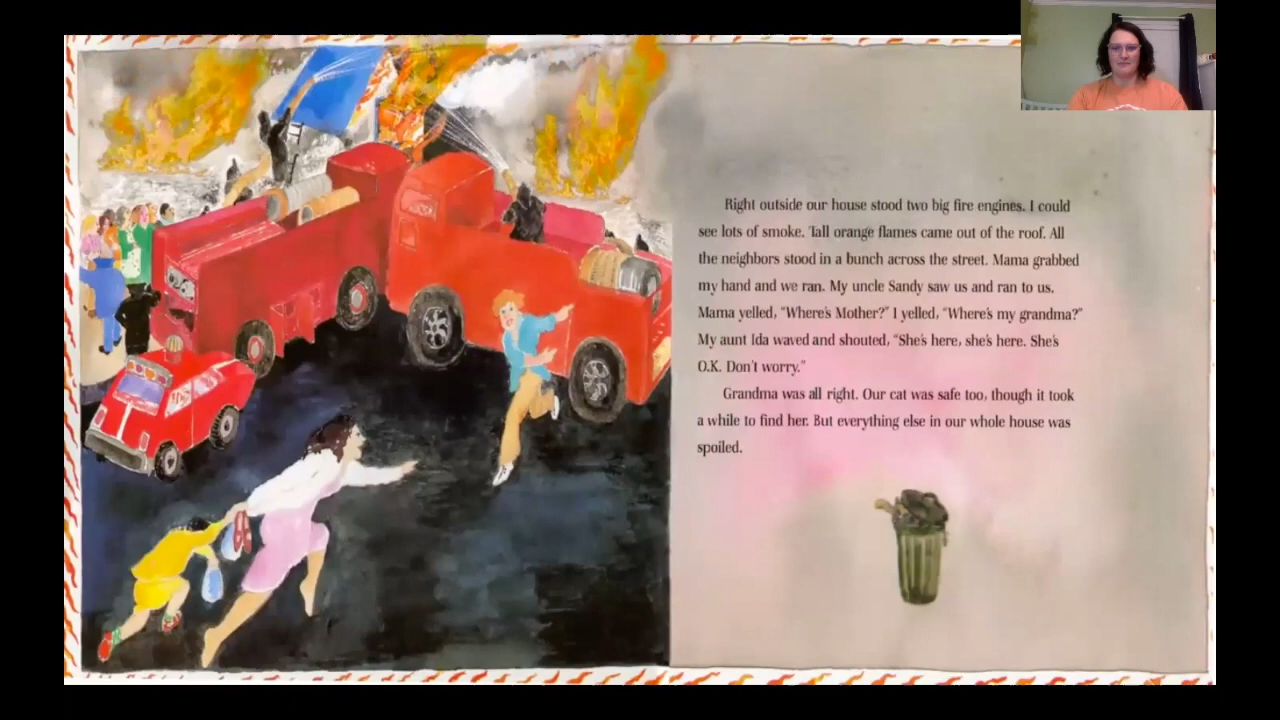 Right outside our house stood two big fire engines. I could
see lots of smoke. Tall orange flames came out of the roof. All
the neighbors stood in a bunch across the street. Mama grabbed
my hand and we ran. My uncle Sandy saw us and ran to us.
Mama yelled, "Where's Mother?" I yelled, "Where's my grandma?"
My aunt Ida waved and shouted, "She's here, she's here. She's
O.K. Don't worry."
Grandma was all right. Our cat was safe too, though it took
a while to find her. But everything else in our whole house was
spoiled.